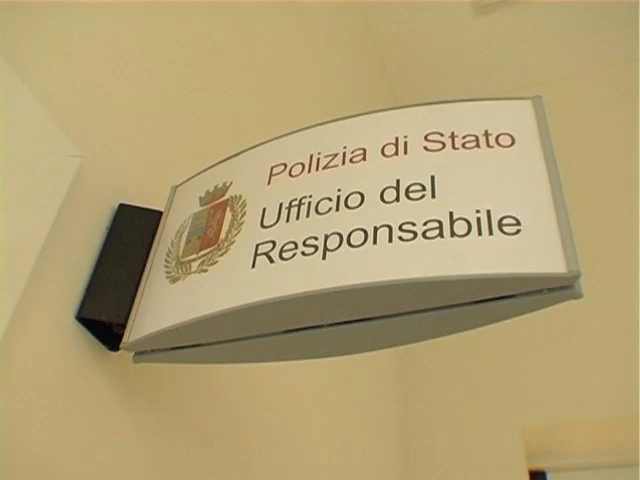 Polizia di Stato
Ufficio del
Responsabile